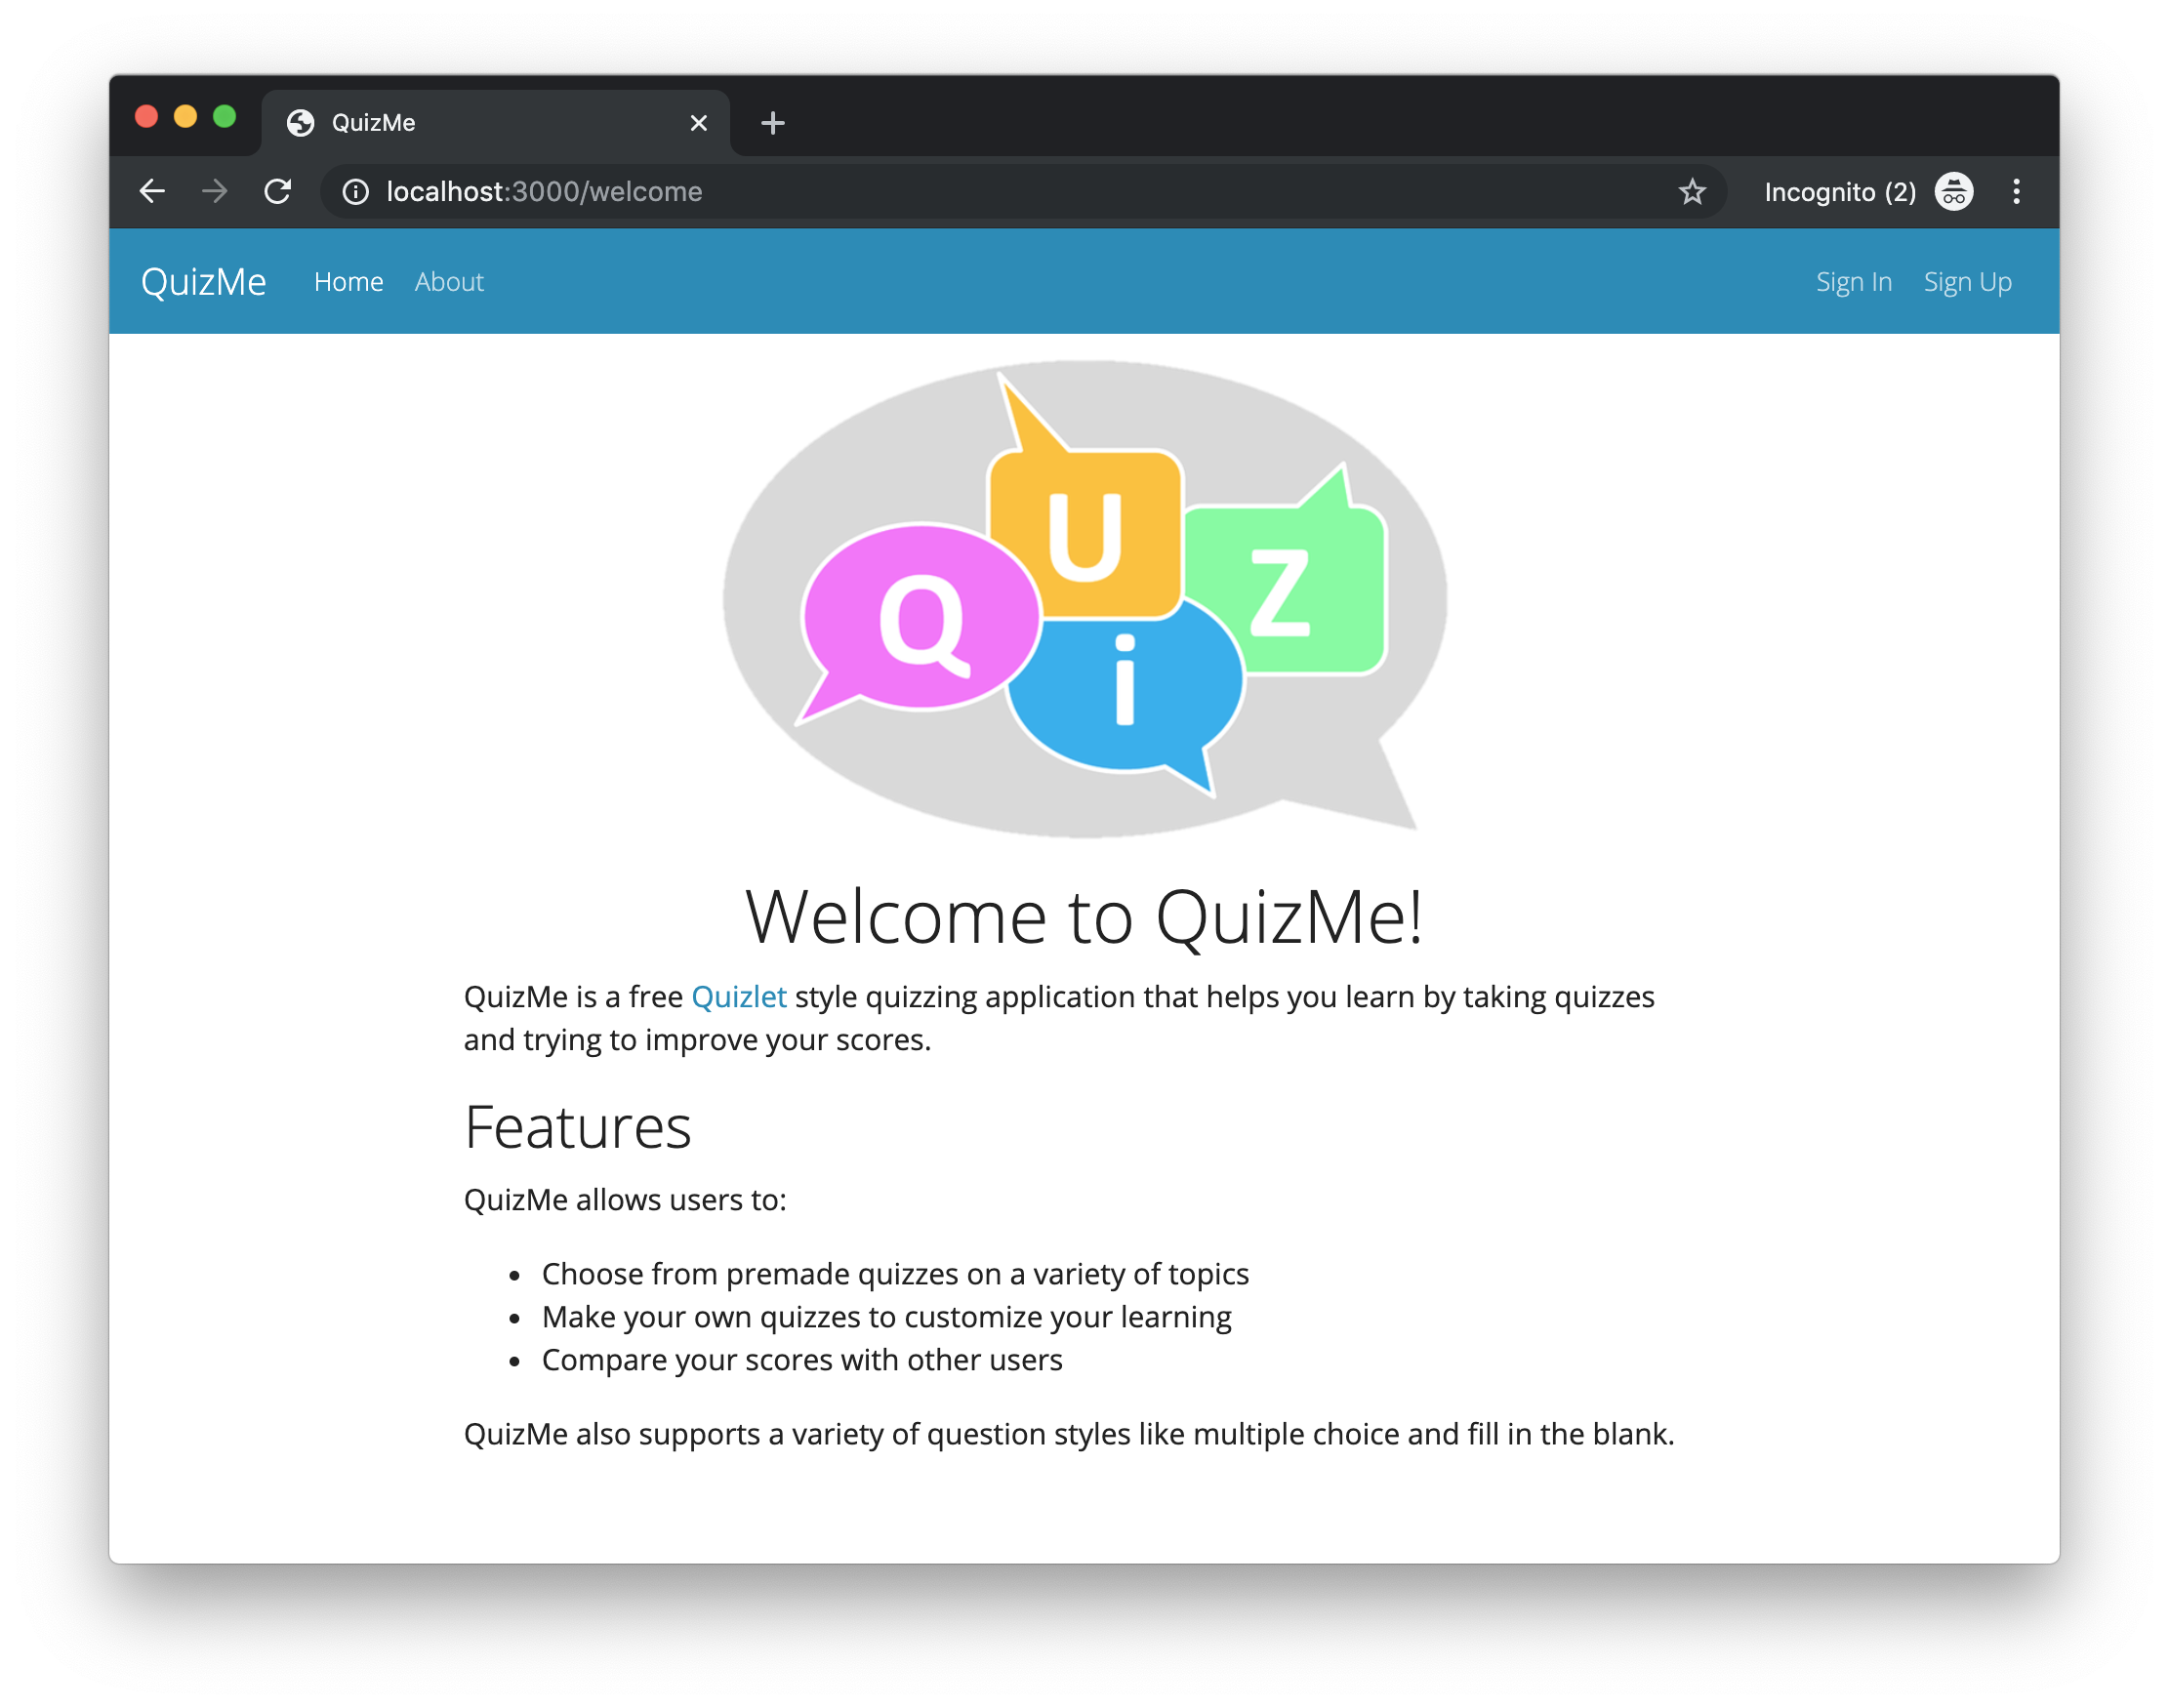 QuizMe
localhost:3000/welcome
Incognito (2)
QuizMe Home About Sign In Sign Up
Q U i Z
Welcome to QuizMe!
QuizMe is a free Quizlet style quizzing application that helps you learn by taking quizzes
and trying to improve your scores.
Features
QuizMe allows users to:
• Choose from premade quizzes on a variety of topics
• Make your own quizzes to customize your learning
• Compare your scores with other users
QuizMe also supports a variety of question styles like multiple choice and fill in the blank.